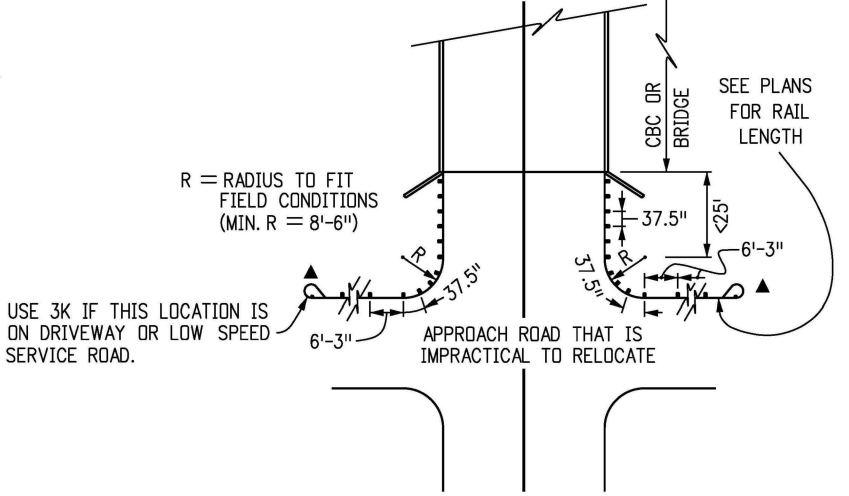 CBC OR
BRIDGE
SEE PLANS
FOR RAIL
LENGTH
R = RADIUS TO FIT
FIELD CONDITIONS
(MIN. R = 8'-6")
37.5"
<25'
6'-3"
R
R
37.5"
37.5"
USE 3K IF THIS LOCATION IS
ON DRIVEWAY OR LOW SPEED
SERVICE ROAD.
6'-3"
APPROACH ROAD THAT IS
IMPRACTICAL TO RELOCATE